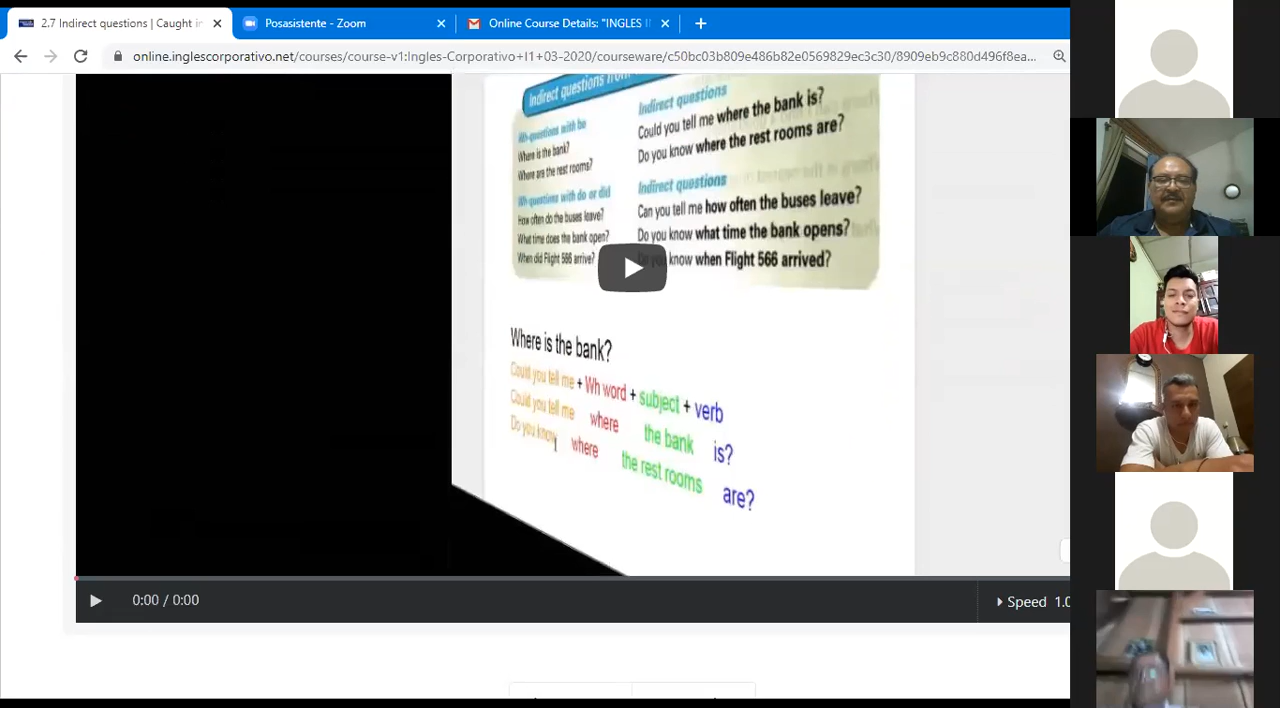 2.7 Indirect questions | Caught in
Posasistente - Zoom
Online Course Details: "INGLES I
online.inglescorporativo.net/courses/course-v1:Ingles-Corporativo+I1+03-2020/courseware/c50bc03b809e486b82e0569829ec3c30/8909eb9c880d496f8ea...
Indirect questions from
Wh-questions with be
Where is the bank?
Where are the rest rooms?
Wh-questions with do or did
How often do the buses leave?
What time does the bank open?
When did Flight 566 arrive?
Indirect questions
Could you tell me where the bank is?
Do you know where the rest rooms are?
Indirect questions
Can you tell me how often the buses leave?
Do you know what time the bank opens?
know when Flight 566 arrived?
Where is the bank?
Could you tell me + Wh word + subject + verb
Could you tell me where the bank is?
Do you know where the rest rooms are?
0:00 / 0:00
Speed 1.0